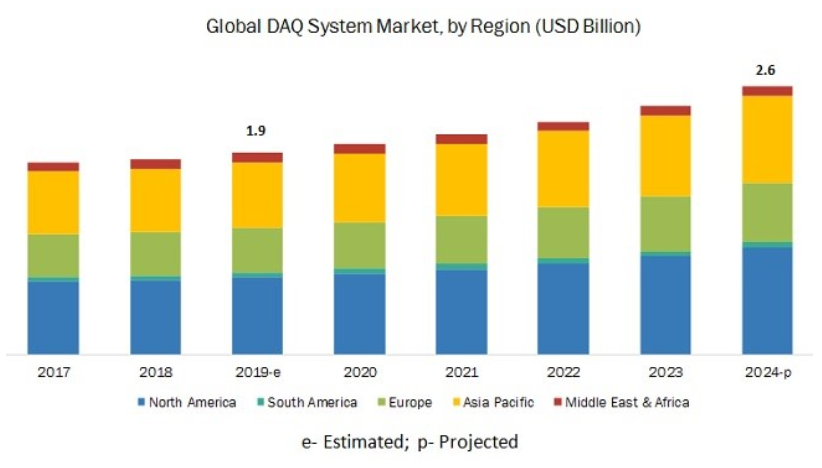 Global DAQ System Market, by Region (USD Billion)
2.6
1.9
2017 2018 2019-e 2020 2021 2022 2023 2024-p
North America South America Europe Asia Pacific Middle East & Africa
e- Estimated; p- Projected